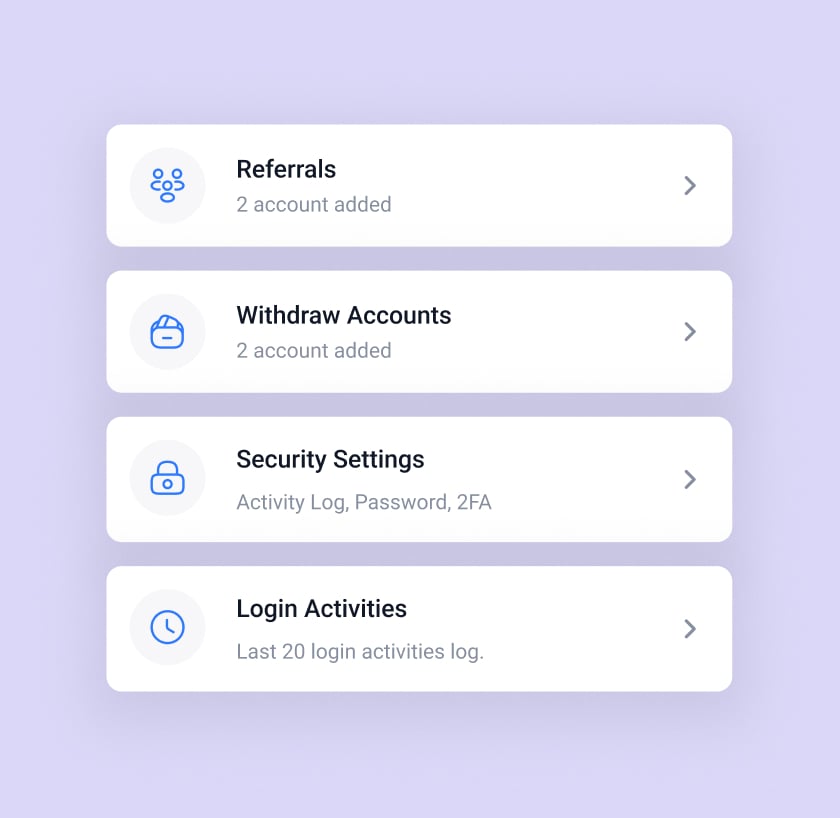 Referrals
2 account added
Withdraw Accounts
2 account added
Security Settings
Activity Log, Password, 2FA
Login Activities
Last 20 login activities log.